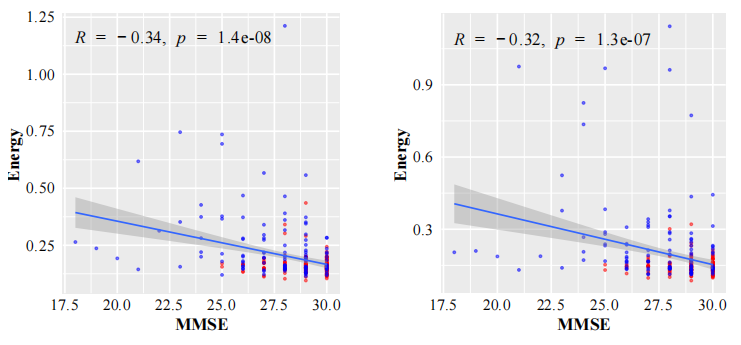 1.25
R = −0.34, p = 1.4e-08
1.00
0.75
0.50
0.25
Energy
17.5 20.0 22.5 25.0 27.5 30.0
MMSE
R = −0.32, p = 1.3e-07
0.9
0.6
0.3
Energy
17.5 20.0 22.5 25.0 27.5 30.0
MMSE